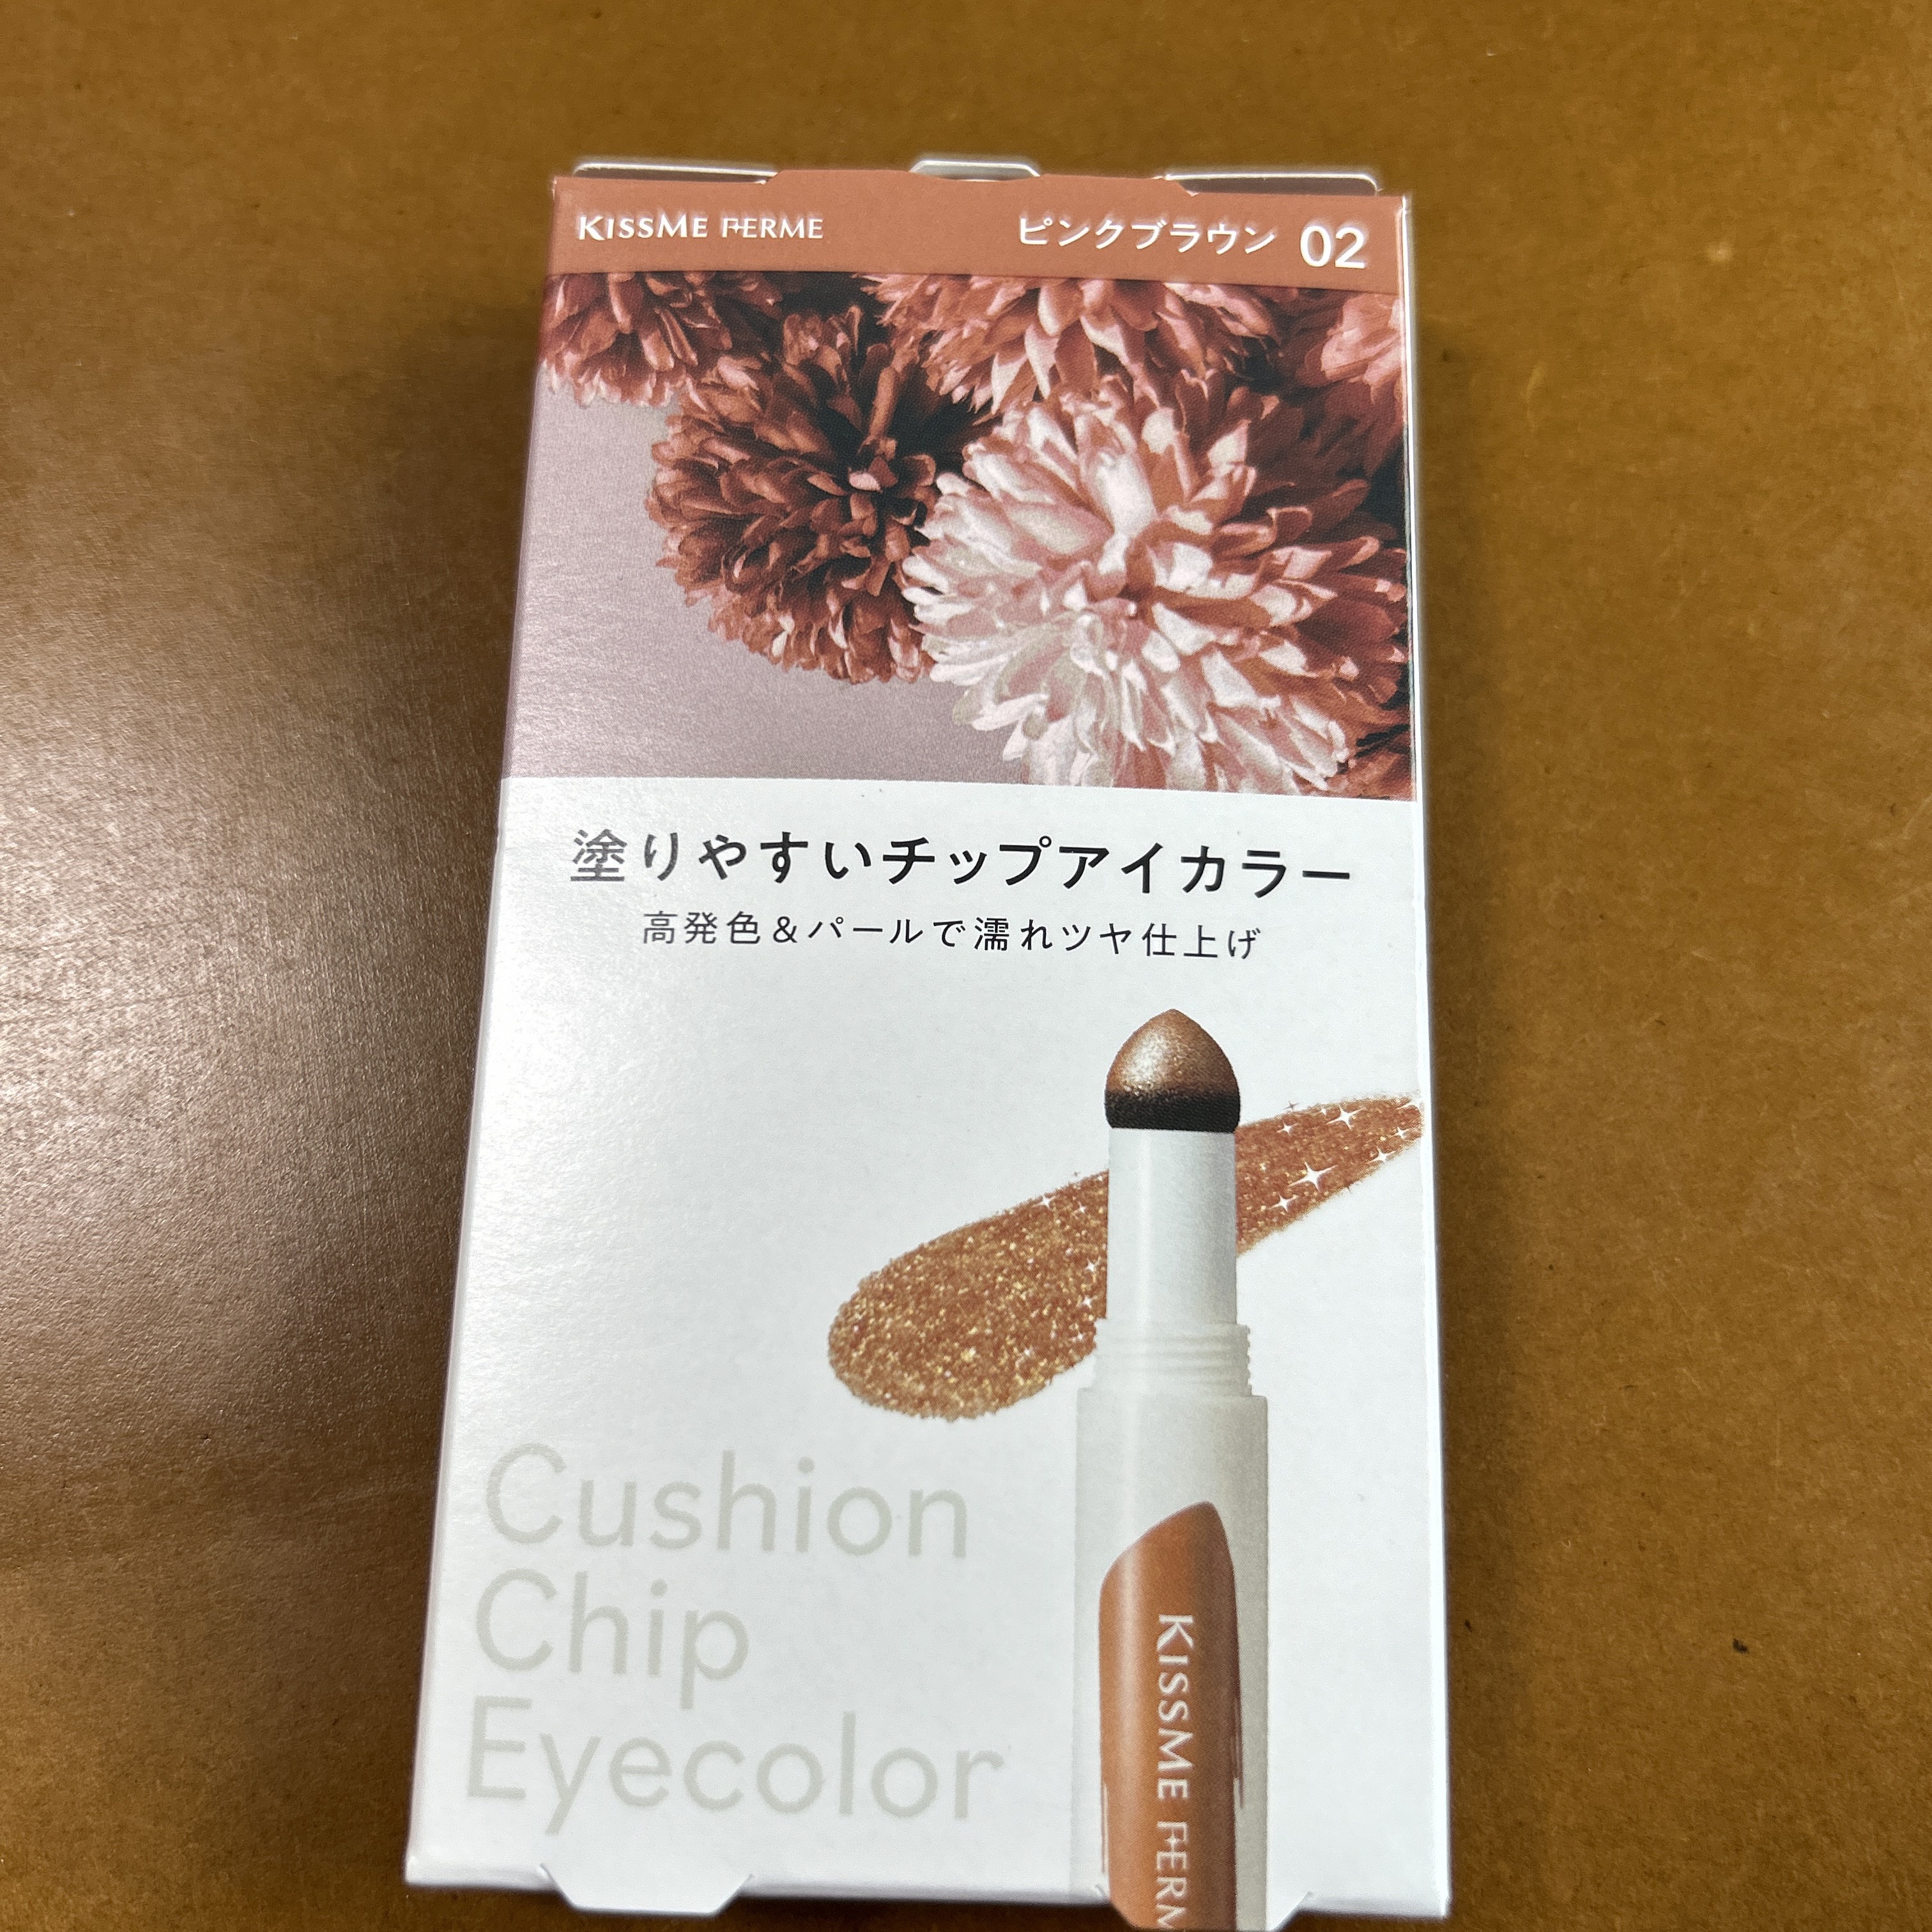 KISSME FERME
ピンクブラウン 02
塗りやすいチップアイカラー
高発色&パールで濡れツヤ仕上げ
Cushion
Chip
Eyecolor
KISSME FERM